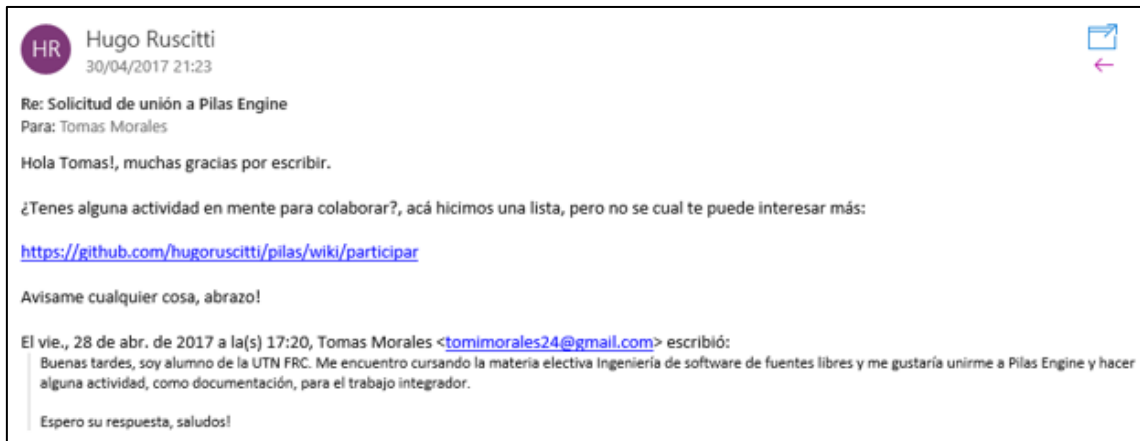 HR
Hugo Ruscitti
30/04/2017 21:23
Re: Solicitud de unión a Pilas Engine
Para: Tomas Morales
Hola Tomas!, muchas gracias por escribir.
¿Tenes alguna actividad en mente para colaborar?, acá hicimos una lista, pero no se cual te puede interesar más:
https://github.com/hugoruscitti/pilas/wiki/participar
Avisame cualquier cosa, abrazo!
El vie., 28 de abr. de 2017 a la(s) 17:20, Tomas Morales <tomimorales24@gmail.com> escribió:
Buenas tardes, soy alumno de la UTN FRC. Me encuentro cursando la materia electiva Ingeniería de software de fuentes libres y me gustaría unirme a Pilas Engine y hacer
alguna actividad, como documentación, para el trabajo integrador.
Espero su respuesta, saludos!